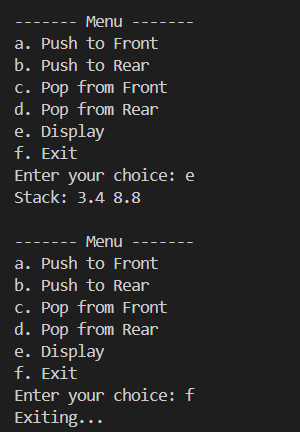 ------- Menu -------
a. Push to Front
b. Push to Rear
c. Pop from Front
d. Pop from Rear
e. Display
f. Exit
Enter your choice: e
Stack: 3.4 8.8

------- Menu -------
a. Push to Front
b. Push to Rear
c. Pop from Front
d. Pop from Rear
e. Display
f. Exit
Enter your choice: f
Exiting...